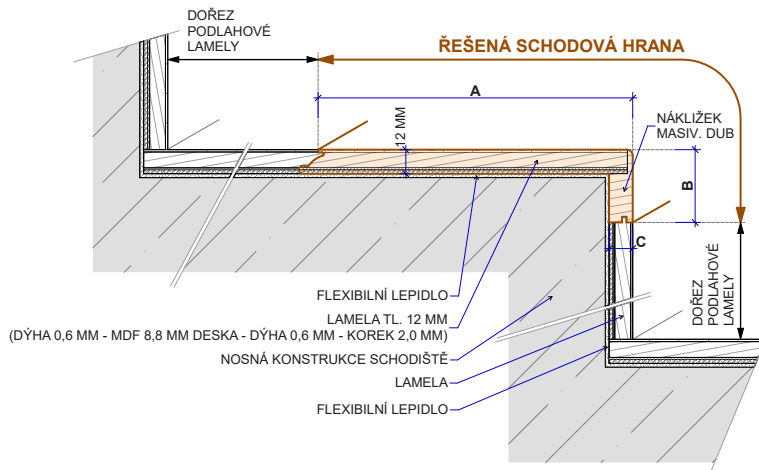 DOŘEZ
PODLAHOVÉ
LAMELY
ŘEŠENÁ SCHODOVÁ HRANA
A
12 MM
NÁKLIŽEK
MASIV. DUB
B
C
DOŘEZ
PODLAHOVÉ
LAMELY
FLEXIBILNÍ LEPIDLO
LAMELA TL. 12 MM
(DÝHA 0,6 MM - MDF 8,8 MM DESKA - DÝHA 0,6 MM - KOREK 2,0 MM)
NOSNÁ KONSTRUKCE SCHODIŠTĚ
LAMELA
FLEXIBILNÍ LEPIDLO